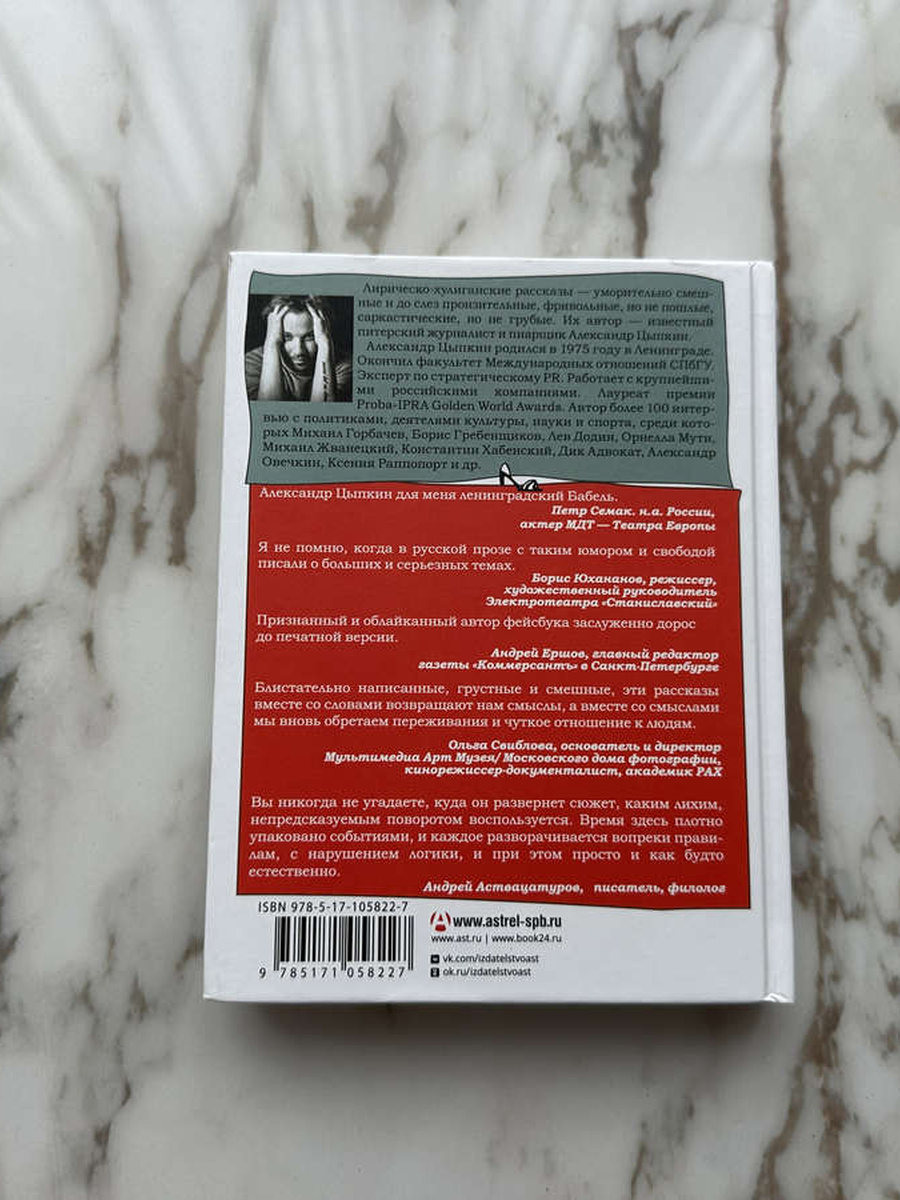 Лирическо-хулиганские рассказы — уморительно смеш-
ные и до слез пронзительные, фривольные, но не пошлые,
саркастические, но не грубые. Их автор — известный
питерский журналист и пиарщик Александр Цыпкин.
Александр Цыпкин родился в 1975 году в Ленинграде.
Окончил факультет Международных отношений СПбГУ.
Эксперт по стратегическому PR. Работает с крупнейши-
ми российскими компаниями. Лауреат премии
Proba-IPRA Golden World Awards. Автор более 100 интер-
вью с политиками, деятелями культуры, науки и спорта, среди кото-
рых Михаил Горбачев, Борис Гребенщиков, Лев Додин, Орнелла Мути,
Михаил Жванецкий, Константин Хабенский, Дик Адвокат, Александр
Овечкин, Ксения Раппопорт и др.
Александр Цыпкин для меня ленинградский Бабель.
Петр Семак. н.а. России,
актер МДТ — Театра Европы
Я не помню, когда в русской прозе с таким юмором и свободой
писали о больших и серьезных темах.
Борис Юхананов, режиссер,
художественный руководитель
Электротеатра «Станиславский»
Признанный и облайканный автор фейсбука заслуженно дорос
до печатной версии.
Андрей Ершов, главный редактор
газеты «Коммерсантъ» в Санкт-Петербурге
Блистательно написанные, грустные и смешные, эти рассказы
вместе со словами возвращают нам смыслы, а вместе со смыслами
мы вновь обретаем переживания и чуткое отношение к людям.
Ольга Свиблова, основатель и директор
Мультимедиа Арт Музея/ Московского дома фотографии,
кинорежиссер-документалист, академик РАХ
Вы никогда не угадаете, куда он развернет сюжет, каким лихим,
непредсказуемым поворотом воспользуется. Время здесь плотно
упаковано событиями, и каждое разворачивается вопреки прави-
лам, с нарушением логики, и при этом просто и как будто
естественно.
Андрей Аствацатуров, писатель, филолог
ISBN 978-5-17-105822-7
9 785171 058227
www.astrel-spb.ru
www.ast.ru | www.book24.ru
vk.com/izdatelstvoast
ok.ru/izdatelstvoast